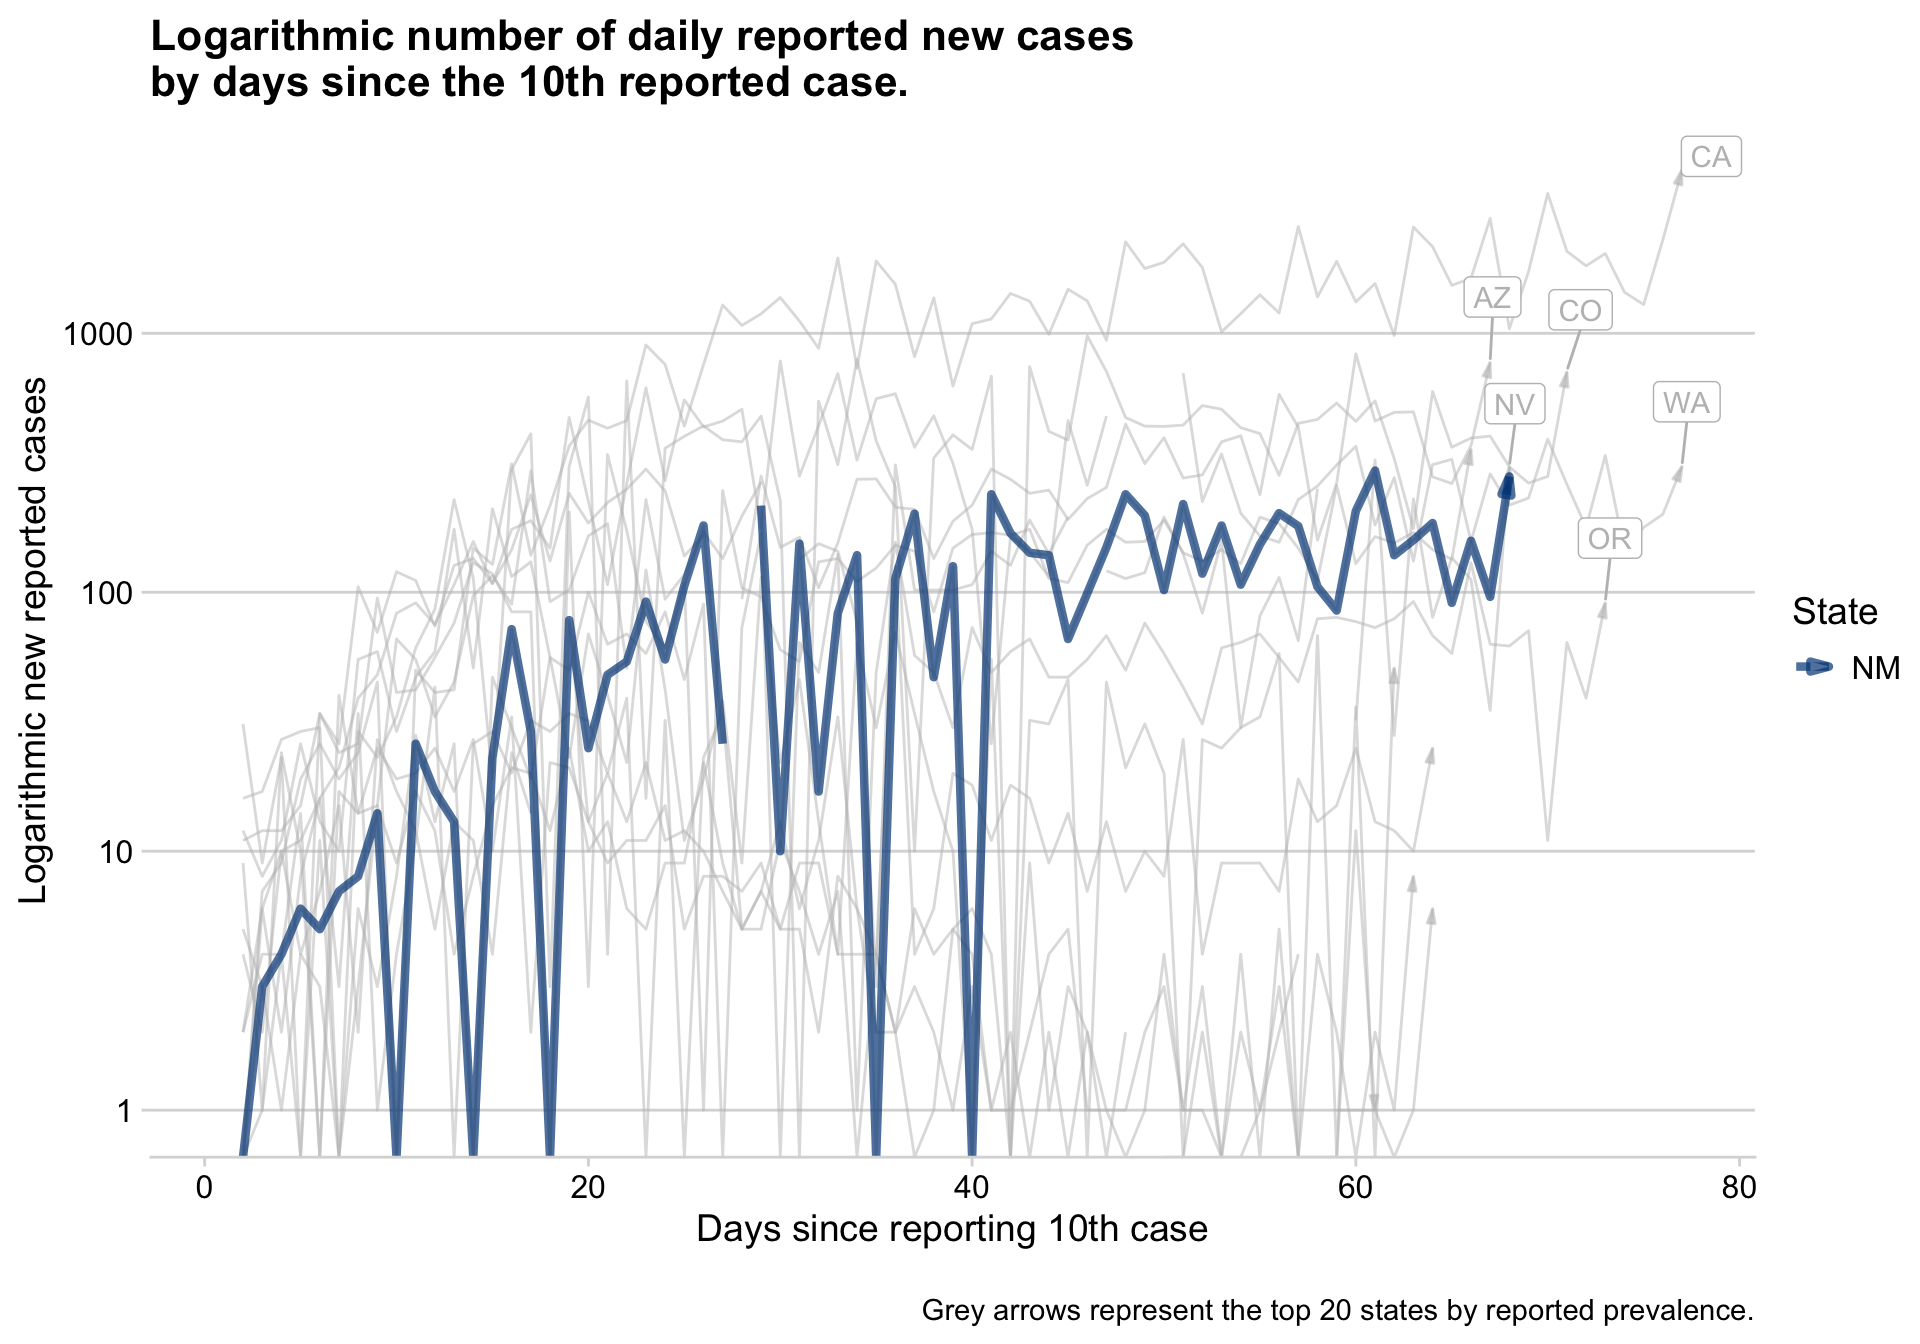 Logarithmic number of daily reported new cases
by days since the 10th reported case.
CA
AZ
CO
NV
WA
OR
1000
100
10
1
Logarithmic new reported cases
0
20
40
60
80
Days since reporting 10th case
State
NM
Grey arrows represent the top 20 states by reported prevalence.